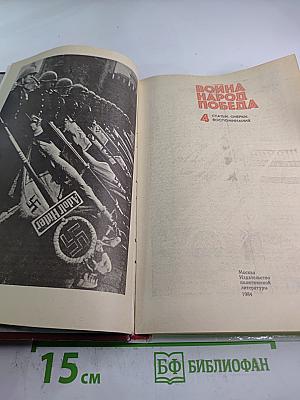 Adolf Hitler
ВОЙНА
НАРОД
ПОБЕДА
4
СТАТЬИ. ОЧЕРКИ.
ВОСПОМИНАНИЯ
Москва
Издательство
политической
литературы
1984
15 см
БФ БИБЛИОФАН